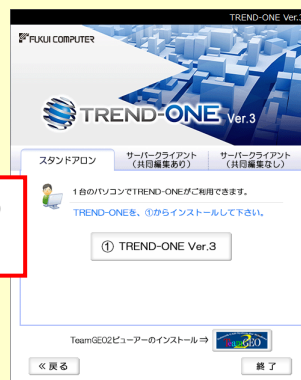 TREND-ONE Ver.3
FUKUI COMPUTER
TREND-ONE Ver.3
スタンドアロン
サーバークライアント
（共同編集あり）
サーバークライアント
（共同編集なし）
1台のパソコンでTREND-ONEがご利用できます。
TREND-ONEを、①からインストールして下さい。
① TREND-ONE Ver.3
TeamGEO2ビューアーのインストール⇒
TeamGEO
≪戻る
終了